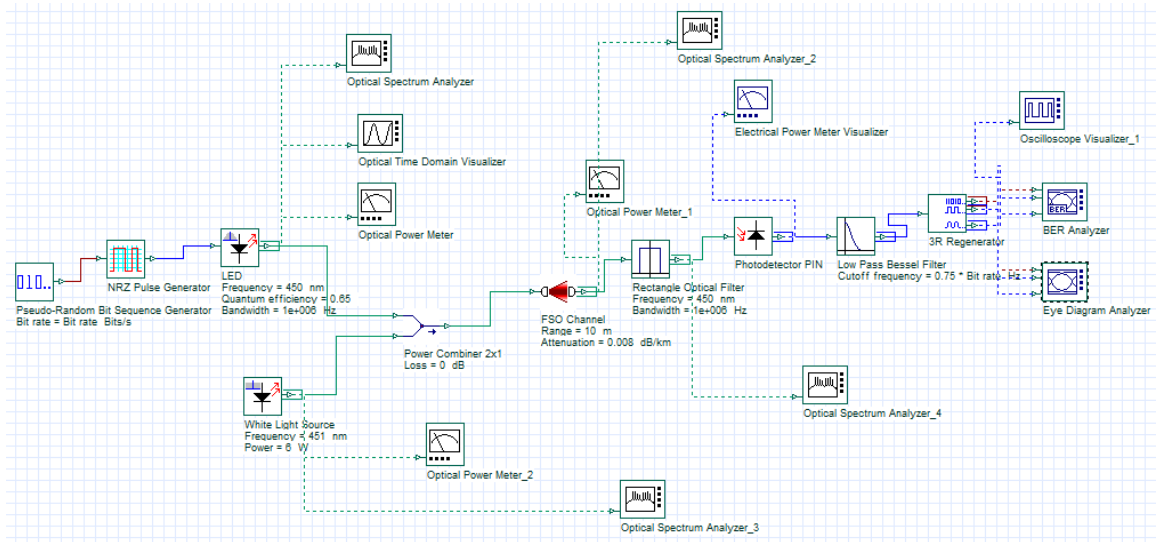 Optical Spectrum Analyzer_2
Optical Spectrum Analyzer
Electrical Power Meter Visualizer
Oscilloscope Visualizer_1
Optical Time Domain Visualizer
Optical Power Meter_1
Optical Power Meter
BER
BER Analyzer
3R Regenerator
010...
NRZ Pulse Generator
LED
Frequency = 450 nm
Quantum efficiency = 0.65
Bandwidth = 1e+006 Hz
Photodetector PIN
Low Pass Bessel Filter
Cutoff frequency = 0.75 * Bit rate Hz
Pseudo-Random Bit Sequence Generator
Bit rate = Bit rate Bits/s
Rectangle Optical Filter
Frequency = 450 nm
Bandwidth = 1e+006 Hz
Eye Diagram Analyzer
FSO Channel
Range = 10 m
Attenuation = 0.008 dB/km
Power Combiner 2x1
Loss = 0 dB
Optical Spectrum Analyzer_4
White Light Source
Frequency = 451 nm
Power = 6 W
Optical Power Meter_2
Optical Spectrum Analyzer_3